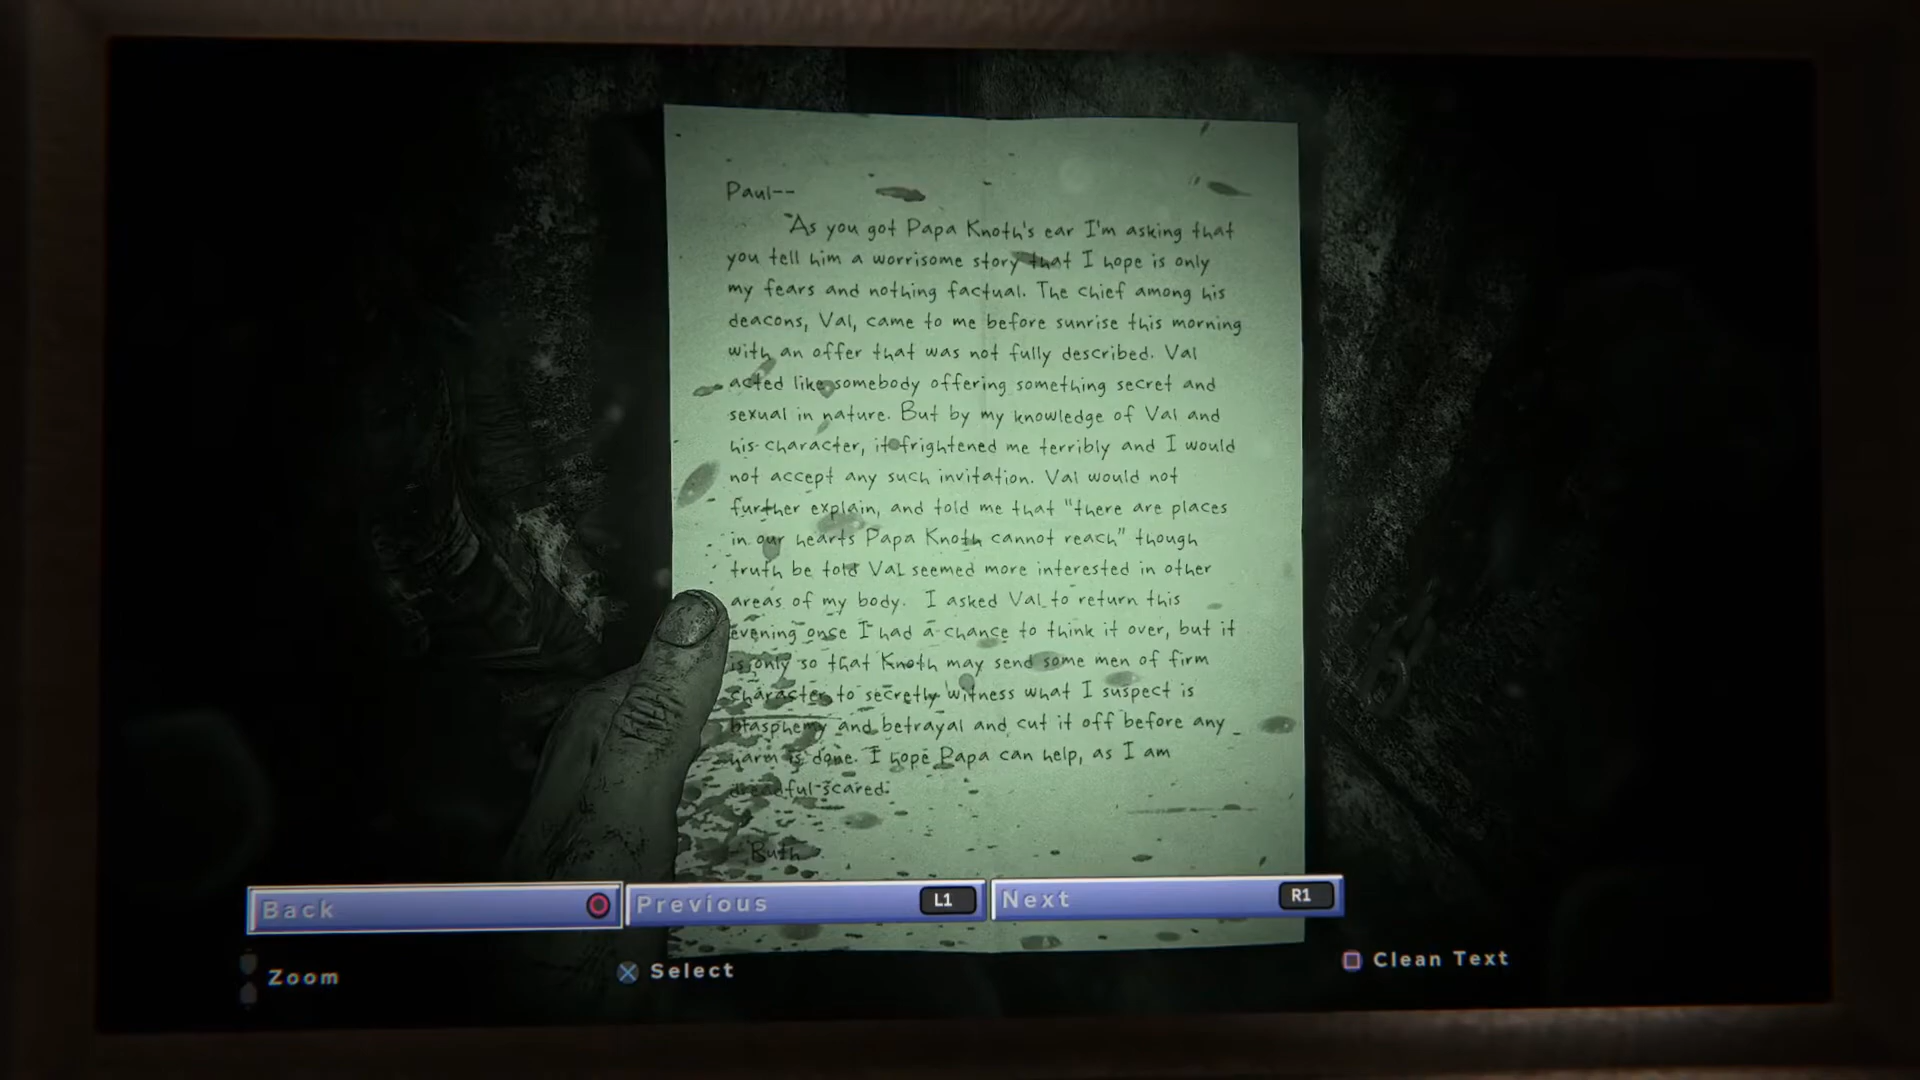 Paul--
"As you got Papa Knoth's ear I'm asking that
you tell him a worrisome story that I hope is only
my fears and nothing factual. The chief among his
deacons, Val, came to me before sunrise this morning
with an offer that was not fully described. Val
acted like somebody offering something secret and
sexual in nature. But by my knowledge of Val and
his character, it frightened me terribly and I would
not accept any such invitation. Val would not
further explain, and told me that "there are places
in our hearts Papa Knoth cannot reach" though
truth be told Val seemed more interested in other
areas of my body. I asked Val to return this
evening once I had a chance to think it over, but it
is only so that Knoth may send some men of firm
character to secretly witness what I suspect is
blasphemy and betrayal and cut it off before any
harm is done. I hope Papa can help, as I am
dreadful scared.
- Ruth
Back
Previous L1
Next R1
Zoom
Select
Clean Text